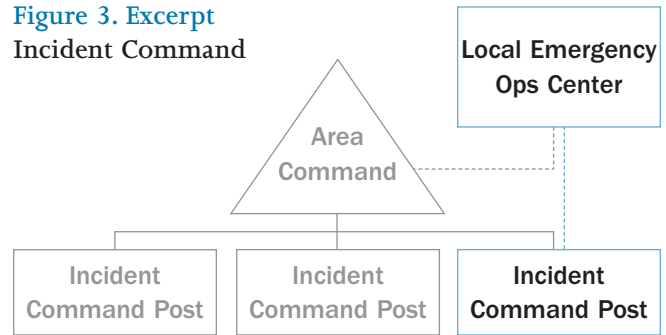 Figure 3. Excerpt
Incident Command
Local Emergency
Ops Center
Area
Command
Incident
Command Post
Incident
Command Post
Incident
Command Post